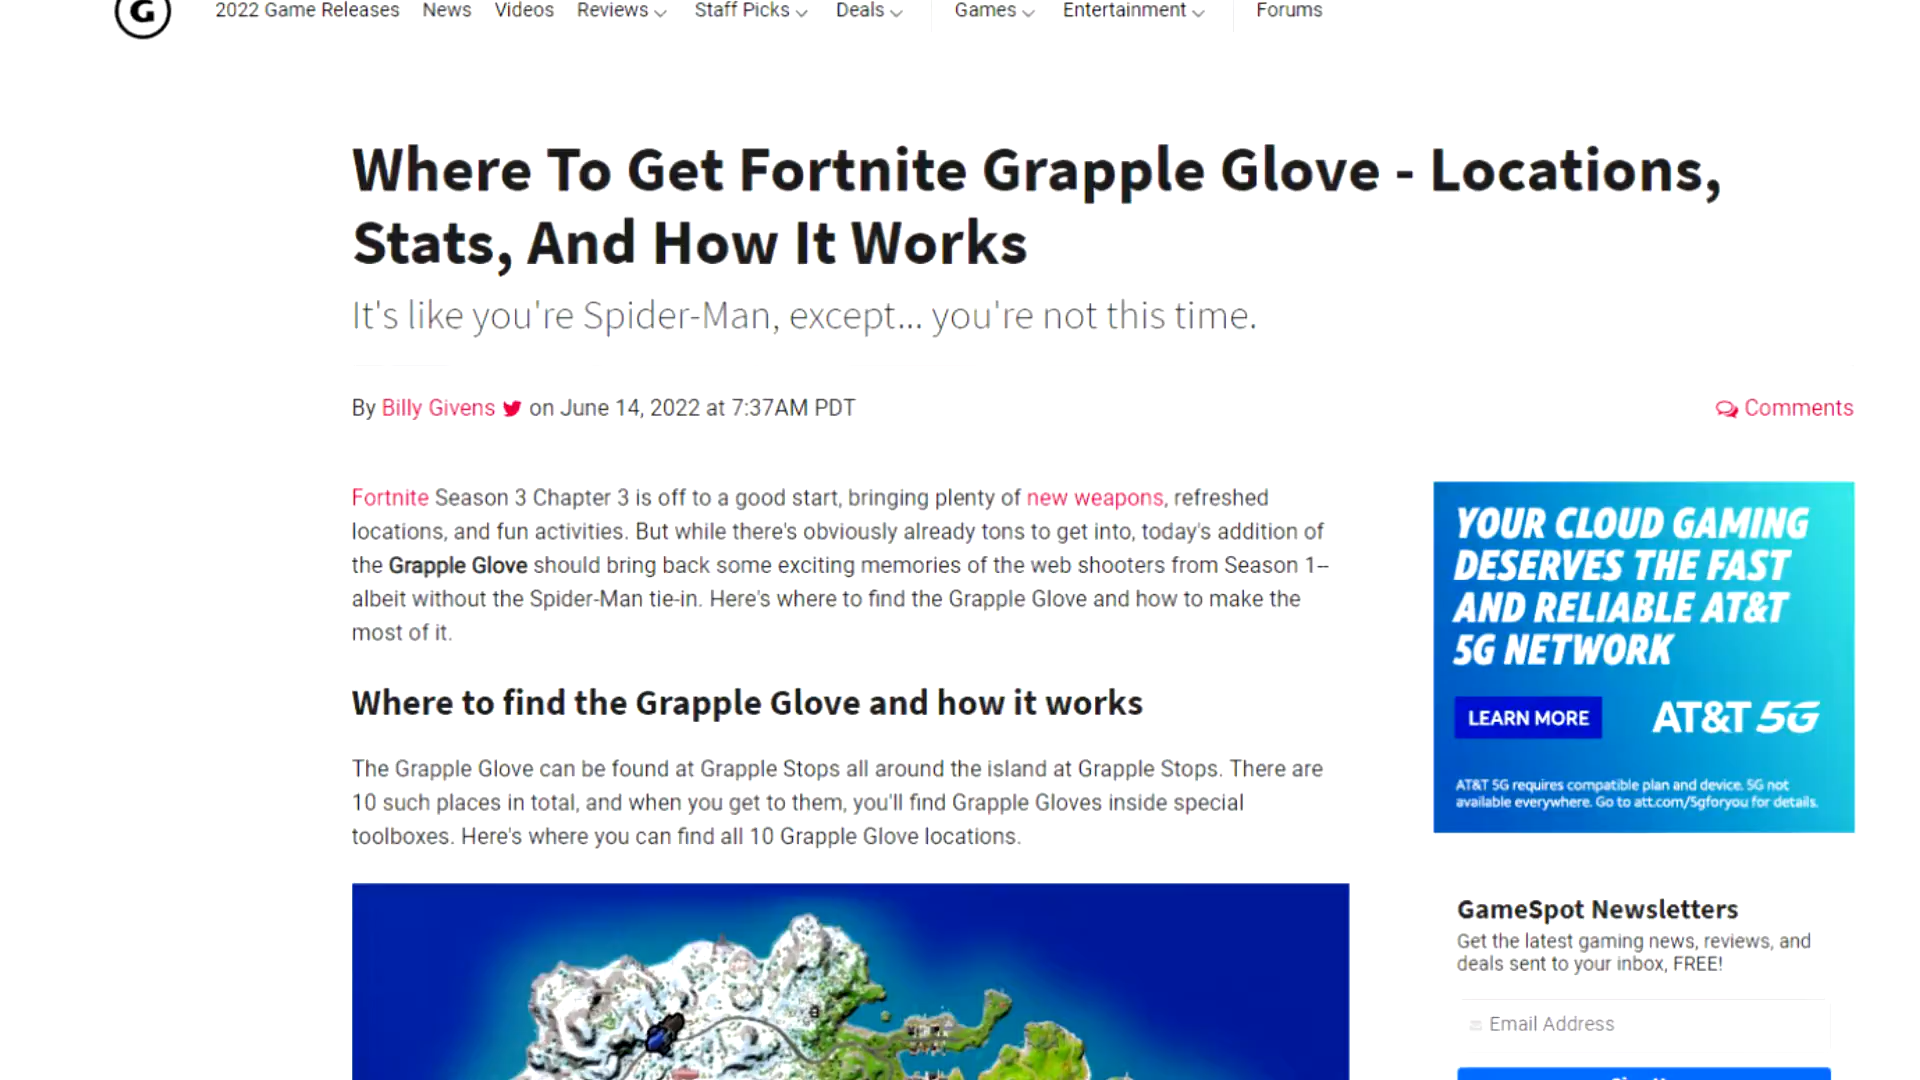 G
2022 Game Releases News Videos Reviews Staff Picks Deals Games Entertainment Forums
Where To Get Fortnite Grapple Glove - Locations,
Stats, And How It Works
It's like you're Spider-Man, except... you're not this time.
By Billy Givens on June 14, 2022 at 7:37AM PDT
Comments
Fortnite Season 3 Chapter 3 is off to a good start, bringing plenty of new weapons, refreshed
locations, and fun activities. But while there's obviously already tons to get into, today's addition of
the Grapple Glove should bring back some exciting memories of the web shooters from Season 1--
albeit without the Spider-Man tie-in. Here's where to find the Grapple Glove and how to make the
most of it.
Where to find the Grapple Glove and how it works
The Grapple Glove can be found at Grapple Stops all around the island at Grapple Stops. There are
10 such places in total, and when you get to them, you'll find Grapple Gloves inside special
toolboxes. Here's where you can find all 10 Grapple Glove locations.
YOUR CLOUD GAMING
DESERVES THE FAST
AND RELIABLE AT&T
5G NETWORK
LEARN MORE
AT&T 5G
AT&T 5G requires compatible plan and device. 5G not
available everywhere. Go to att.com/5gforyou for details.
GameSpot Newsletters
Get the latest gaming news, reviews, and
deals sent to your inbox, FREE!
Email Address